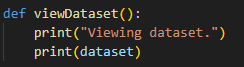 def viewDataset():
    print("Viewing dataset.")
    print(dataset)